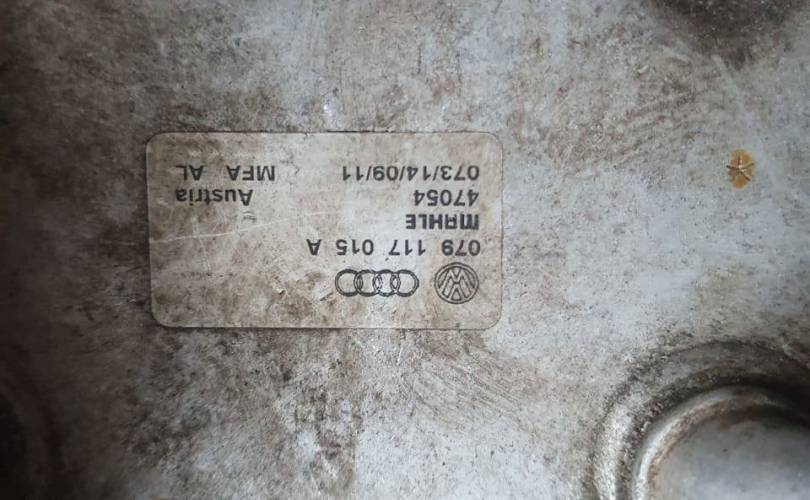 079 117 015 A
MAHLE
47054 Austria
073/14/09/11 MFA AL